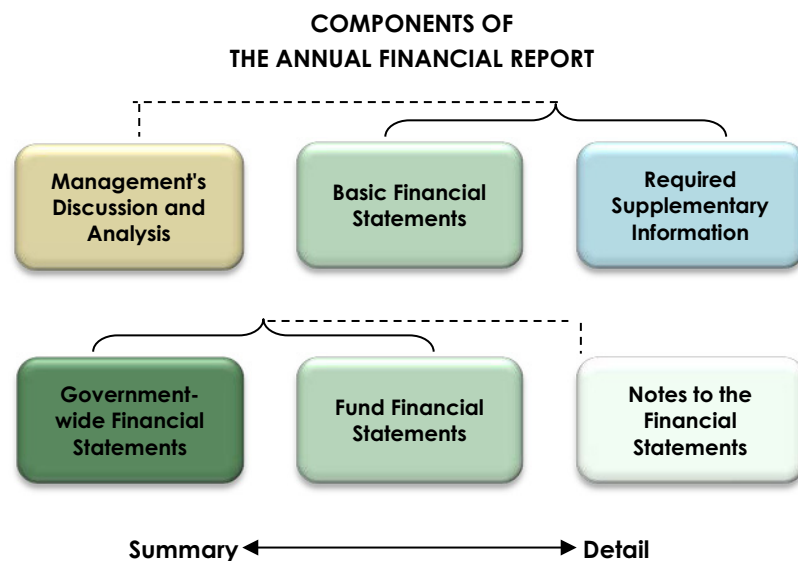 COMPONENTS OF
THE ANNUAL FINANCIAL REPORT
Management's
Discussion and
Analysis
Basic Financial
Statements
Required
Supplementary
Information
Government-
wide Financial
Statements
Fund Financial
Statements
Notes to the
Financial
Statements
Summary
Detail